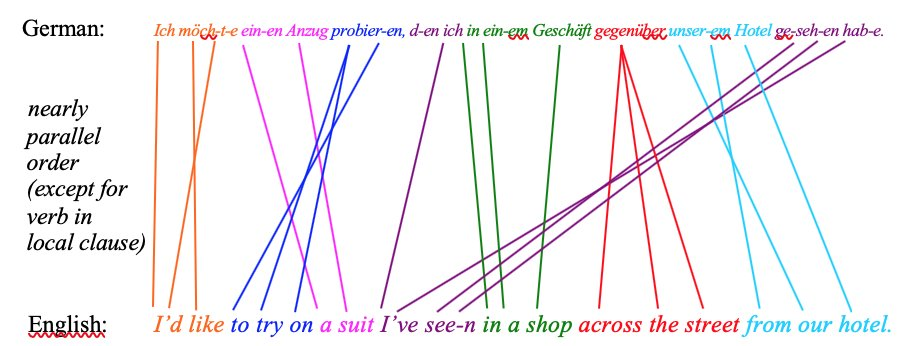 German: Ich möch-t-e ein-en Anzug probier-en, d-en ich in ein-em Geschäft gegenüber unser-em Hotel ge-seh-en hab-e.
nearly
parallel
order
(except for
verb in
local clause)
English: I'd like to try on a suit I've see-n in a shop across the street from our hotel.